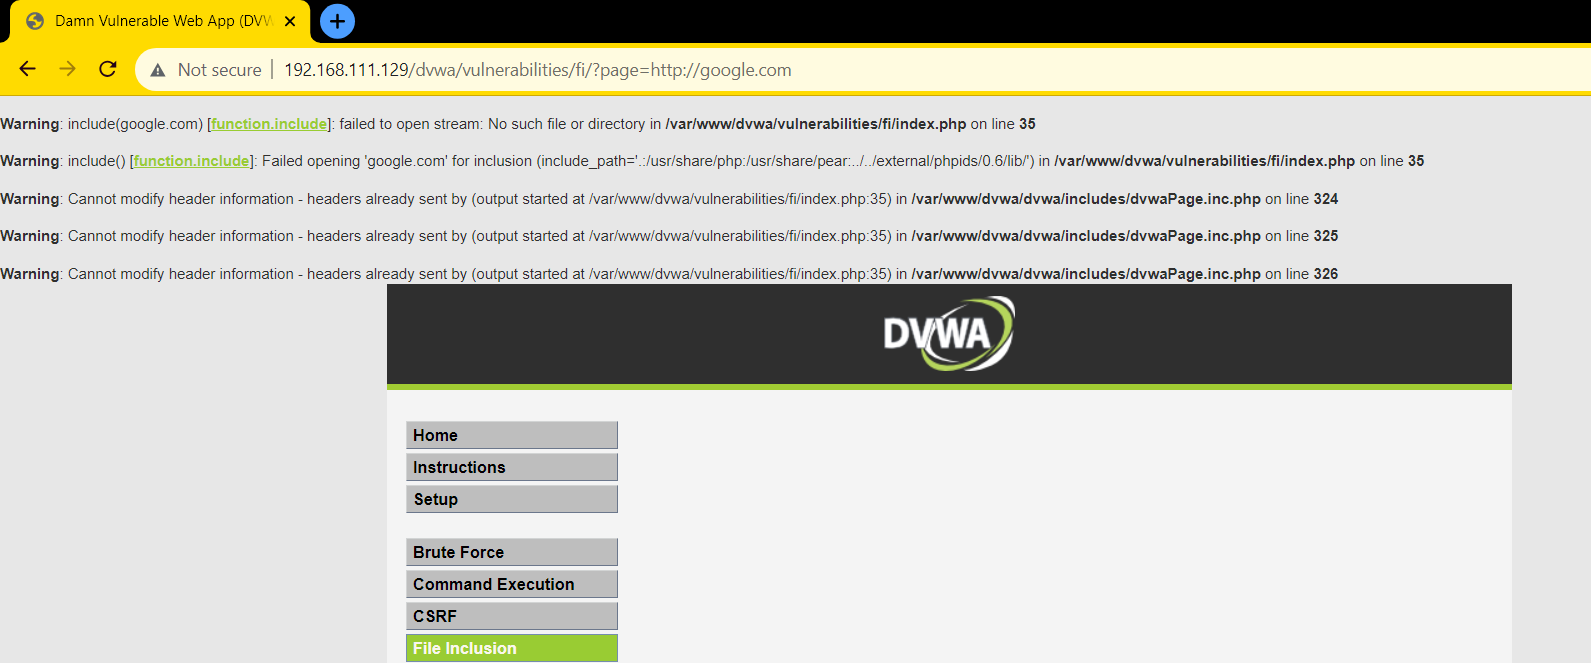 Damn Vulnerable Web App (DVW
Not secure | 192.168.111.129/dvwa/vulnerabilities/fi/?page=http://google.com
Warning: include(google.com) [function.include]: failed to open stream: No such file or directory in /var/www/dvwa/vulnerabilities/fi/index.php on line 35
Warning: include() [function.include]: Failed opening 'google.com' for inclusion (include_path='.:/usr/share/php:/usr/share/pear:../../external/phpids/0.6/lib/') in /var/www/dvwa/vulnerabilities/fi/index.php on line 35
Warning: Cannot modify header information - headers already sent by (output started at /var/www/dvwa/vulnerabilities/fi/index.php:35) in /var/www/dvwa/dvwa/includes/dvwaPage.inc.php on line 324
Warning: Cannot modify header information - headers already sent by (output started at /var/www/dvwa/vulnerabilities/fi/index.php:35) in /var/www/dvwa/dvwa/includes/dvwaPage.inc.php on line 325
Warning: Cannot modify header information - headers already sent by (output started at /var/www/dvwa/vulnerabilities/fi/index.php:35) in /var/www/dvwa/dvwa/includes/dvwaPage.inc.php on line 326
DVWA
Home
Instructions
Setup
Brute Force
Command Execution
CSRF
File Inclusion